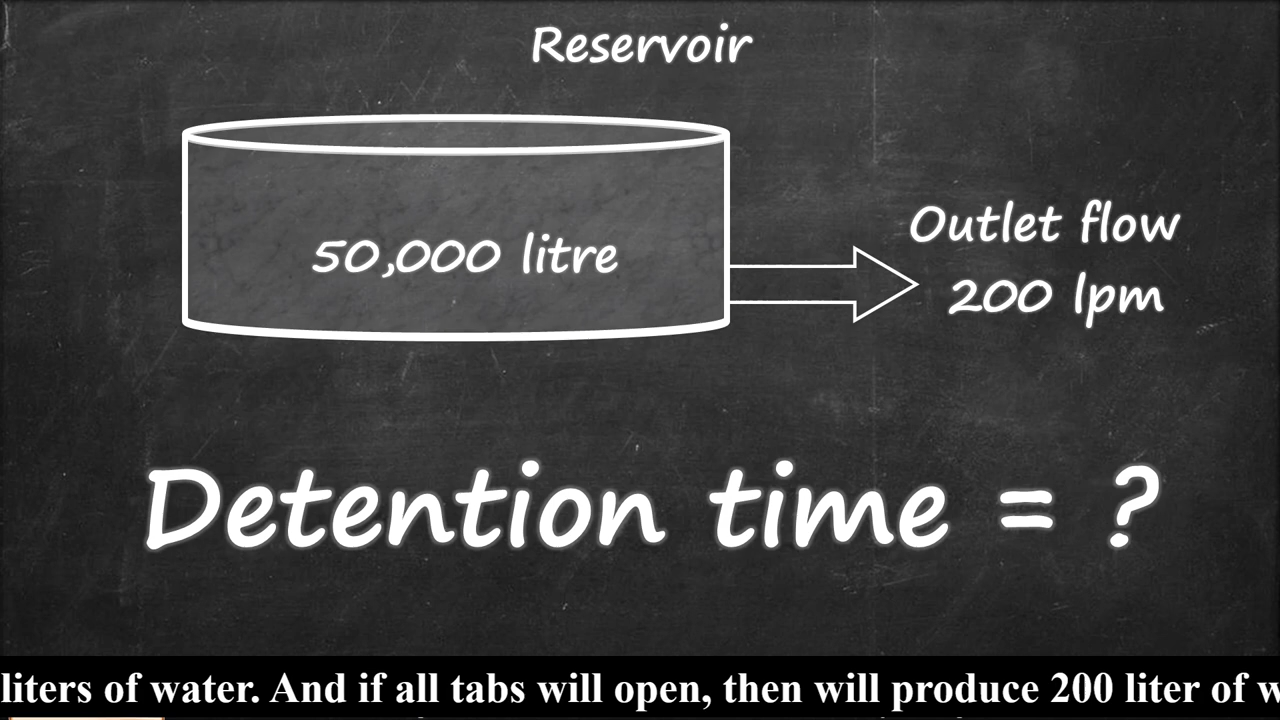 Reservoir
50,000 litre
Outlet flow
200 lpm
Detention time = ?
liters of water. And if all tabs will open, then will produce 200 liter of